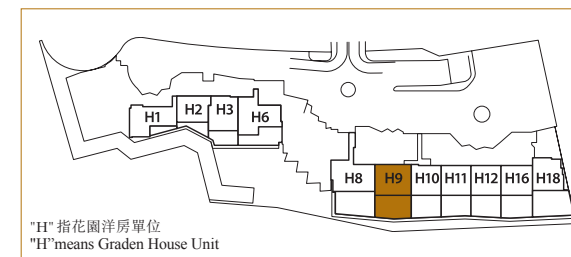 H1 H2 H3 H6
H8 H9 H10 H11 H12 H16 H18
"H" 指花園洋房單位
"H"means Graden House Unit